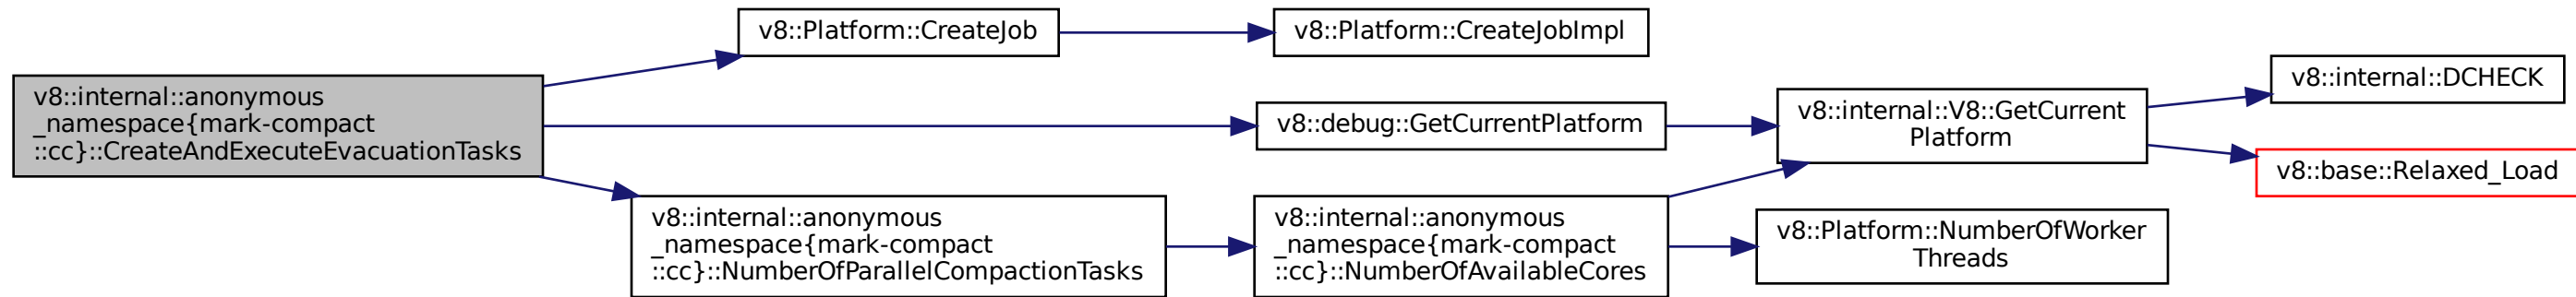 v8::internal::anonymous
_namespace{mark-compact
::cc}::CreateAndExecuteEvacuationTasks
v8::Platform::CreateJob
v8::Platform::CreateJobImpl
v8::debug::GetCurrentPlatform
v8::internal::V8::GetCurrent
Platform
v8::internal::DCHECK
v8::base::Relaxed_Load
v8::internal::anonymous
_namespace{mark-compact
::cc}::NumberOfParallelCompactionTasks
v8::internal::anonymous
_namespace{mark-compact
::cc}::NumberOfAvailableCores
v8::Platform::NumberOfWorker
Threads